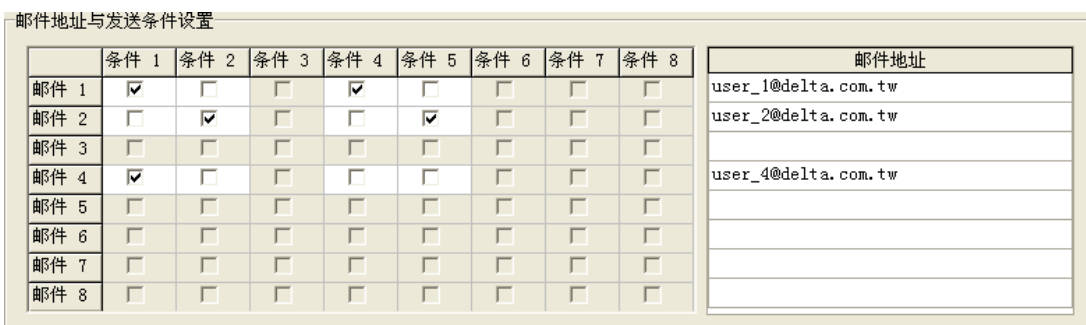 邮件地址与发送条件设置
条件 1 条件 2 条件 3 条件 4 条件 5 条件 6 条件 7 条件 8 邮件地址
邮件 1 user_1@delta.com.tw
邮件 2 user_2@delta.com.tw
邮件 3
邮件 4 user_4@delta.com.tw
邮件 5
邮件 6
邮件 7
邮件 8